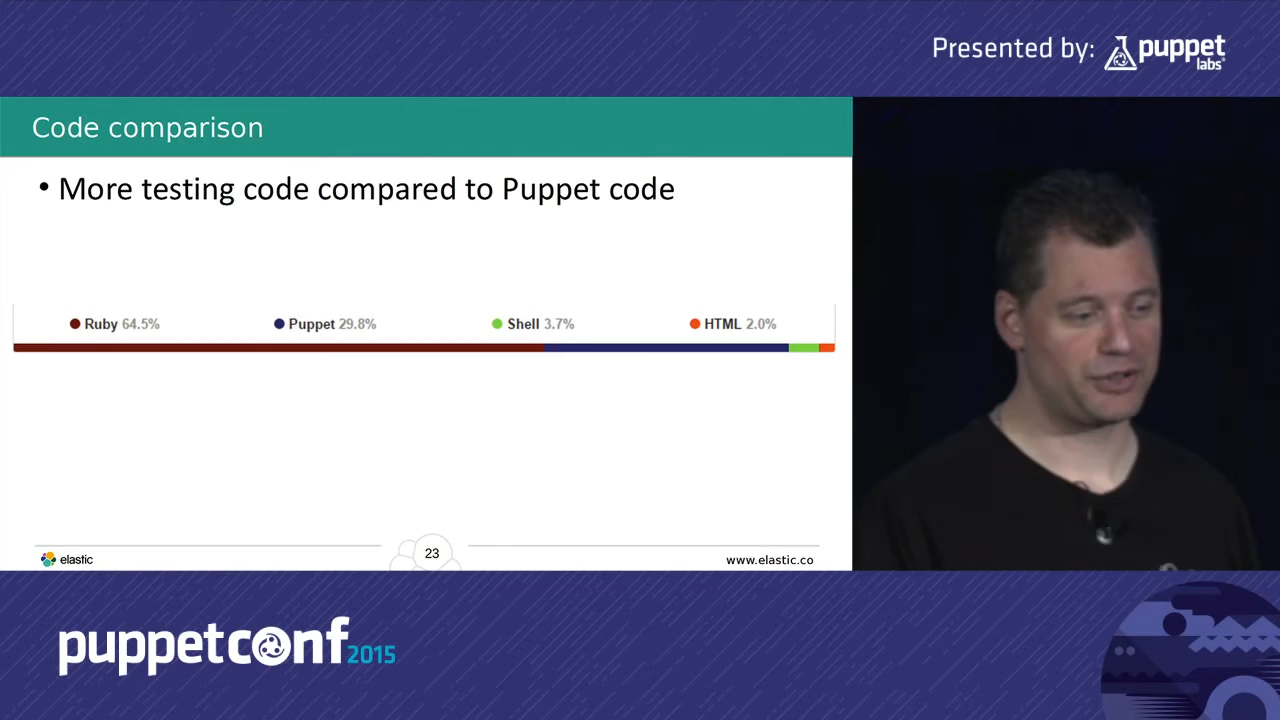 Presented by: puppet labs
Code comparison
• More testing code compared to Puppet code
Ruby 64.5% Puppet 29.8% Shell 3.7% HTML 2.0%
elastic 23 www.elastic.co
puppetconf 2015